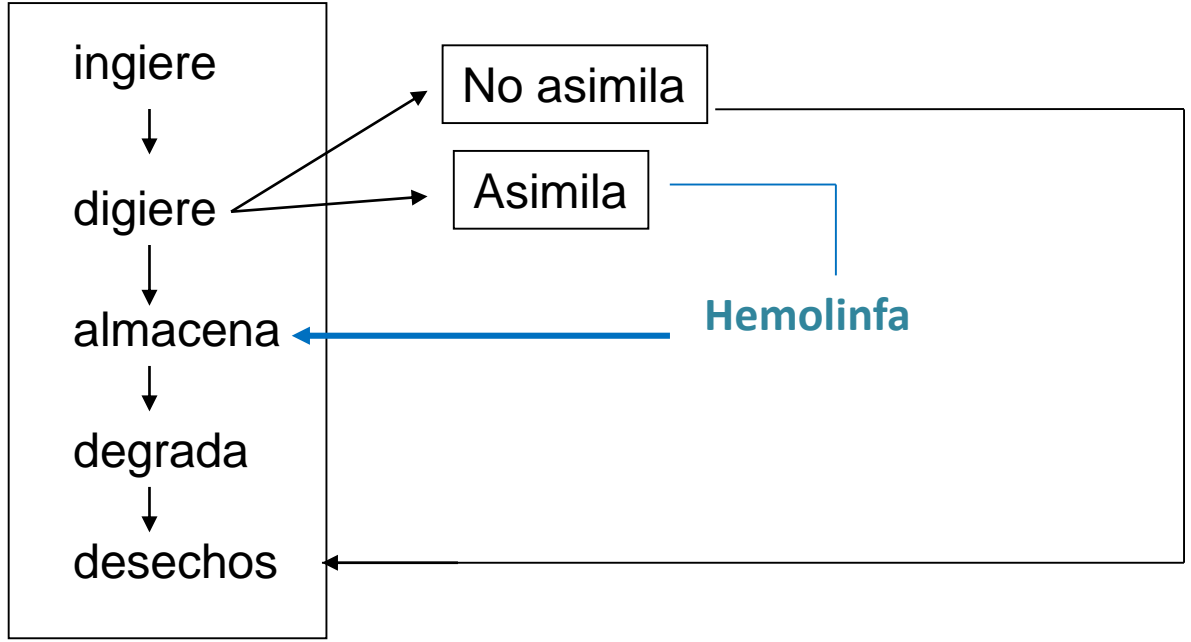 ingiere
digiere
almacena
degrada
desechos
No asimila
Asimila
Hemolinfa